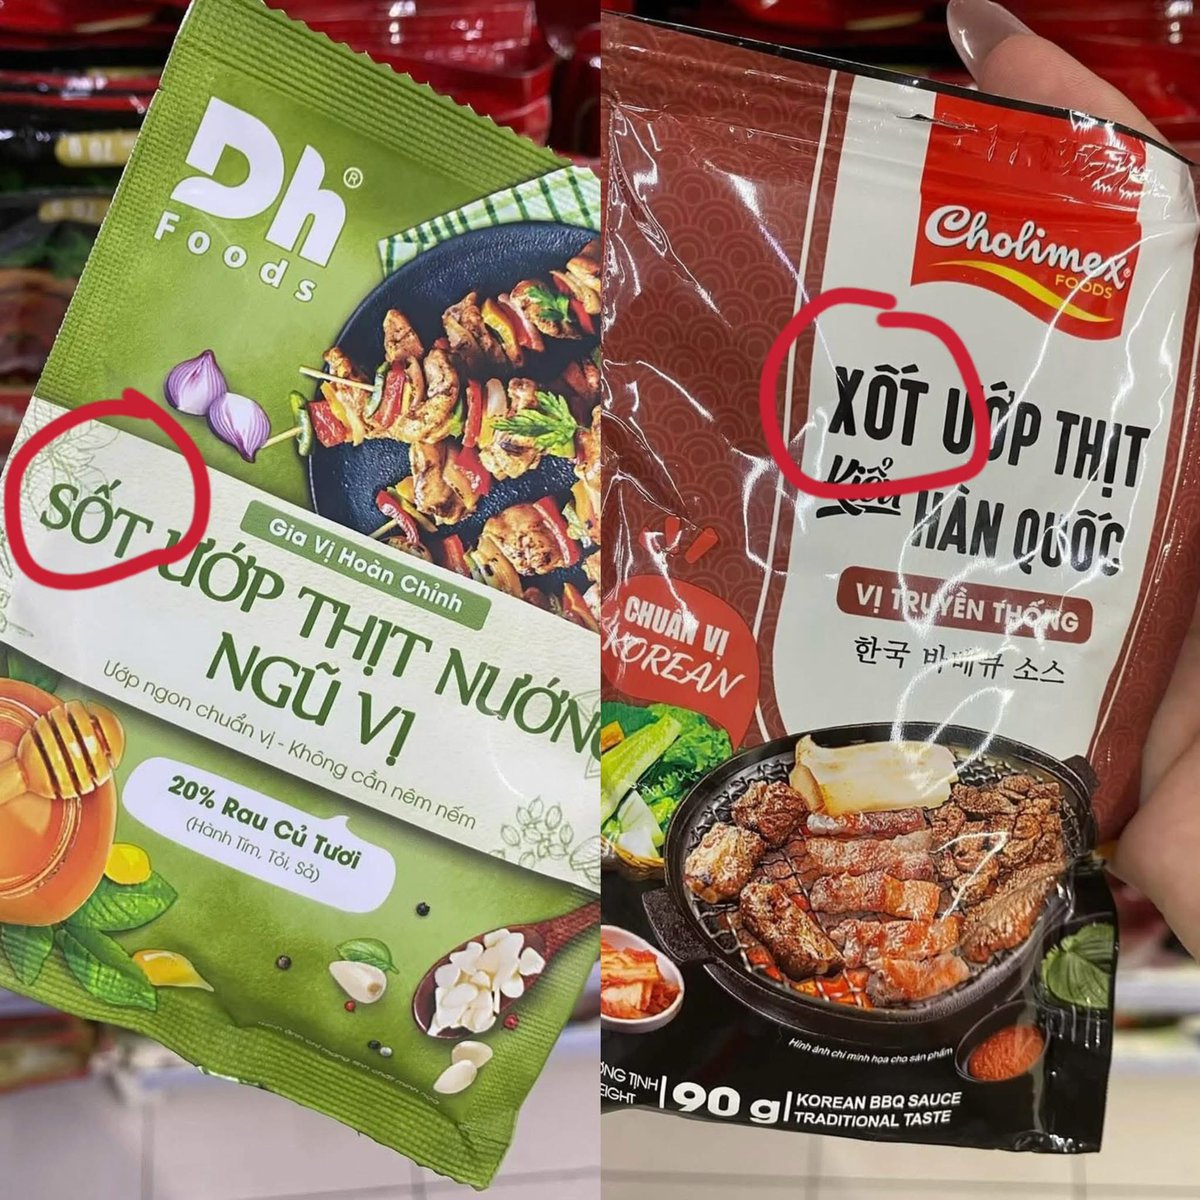 Dh®
Foods
Gia Vị Hoàn Chỉnh
SỐT ƯỚP THỊT NƯỚNG
NGŨ VỊ
Ướp ngon chuẩn vị - Không cần nêm nếm
20% Rau Củ Tươi
(Hành Tím, Tỏi, Sả)
Cholimex®
FOODS
XỐT ƯỚP THỊT
Kiểu HÀN QUỐC
VỊ TRUYỀN THỐNG
한국 바베큐 소스
CHUẨN VỊ
KOREAN
Hình ảnh chỉ minh họa cho sản phẩm
90 g
KOREAN BBQ SAUCE
TRADITIONAL TASTE